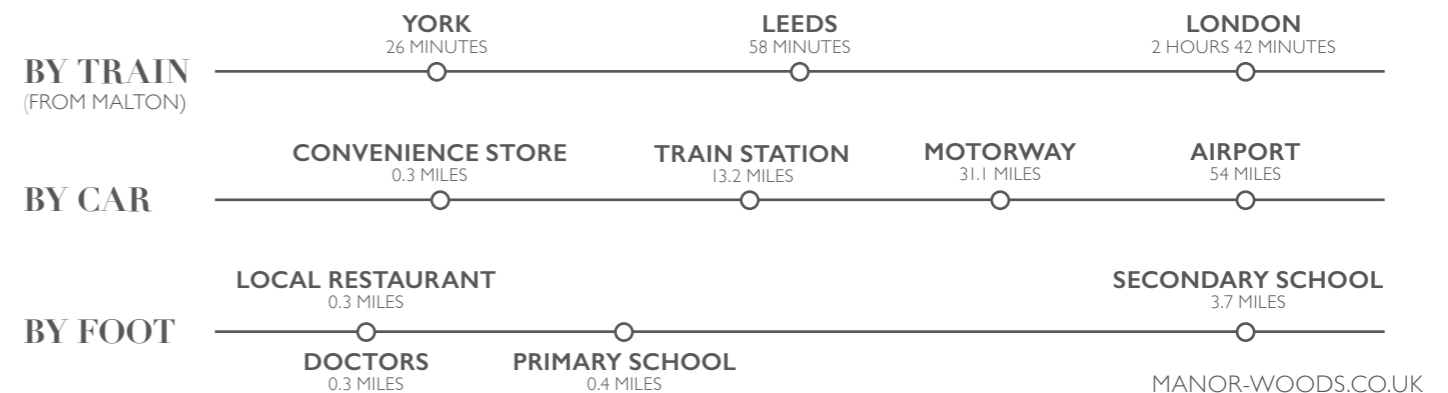 YORK
26 MINUTES
LEEDS
58 MINUTES
LONDON
2 HOURS 42 MINUTES
BY TRAIN
(FROM MALTON)
CONVENIENCE STORE
0.3 MILES
TRAIN STATION
13.2 MILES
MOTORWAY
31.1 MILES
AIRPORT
54 MILES
BY CAR
LOCAL RESTAURANT
0.3 MILES
SECONDARY SCHOOL
3.7 MILES
BY FOOT
DOCTORS
0.3 MILES
PRIMARY SCHOOL
0.4 MILES
MANOR-WOODS.CO.UK